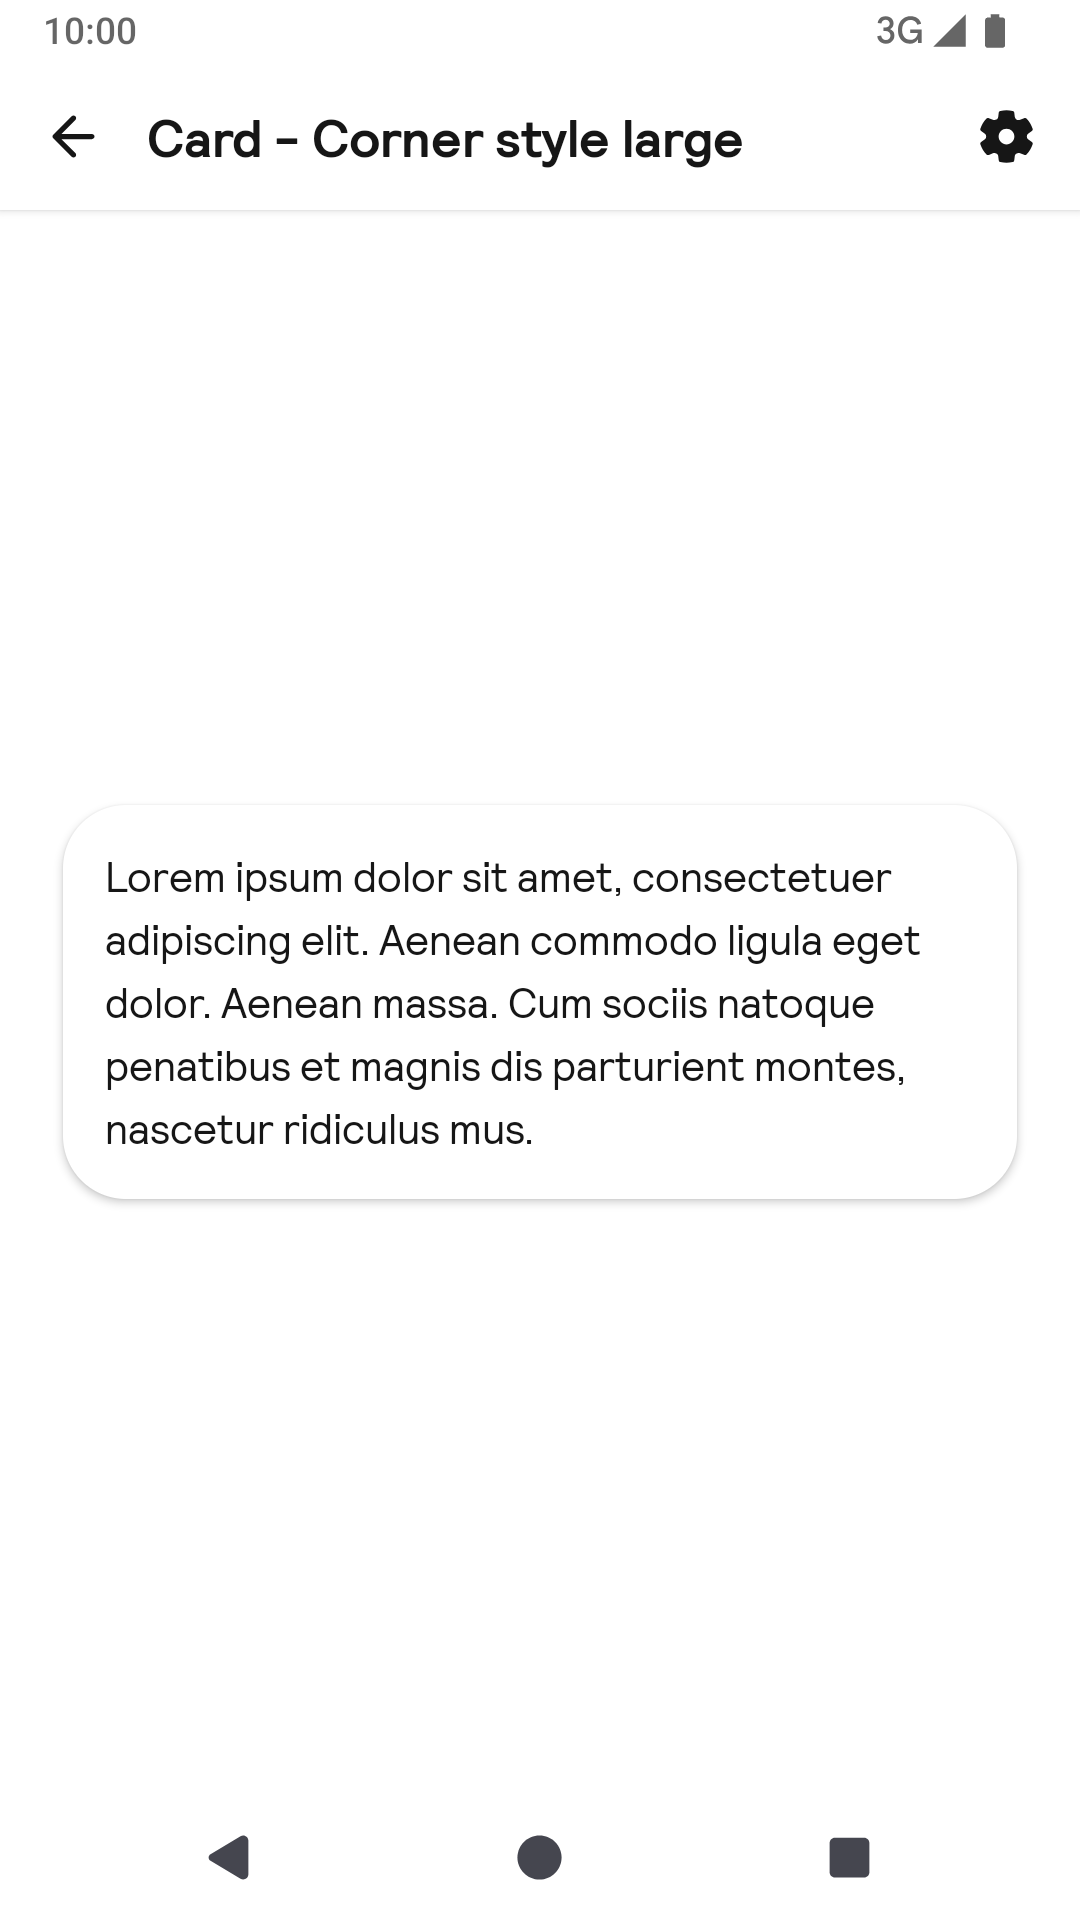 10:00
3G
Card - Corner style large
Lorem ipsum dolor sit amet, consectetuer
adipiscing elit. Aenean commodo ligula eget
dolor. Aenean massa. Cum sociis natoque
penatibus et magnis dis parturient montes,
nascetur ridiculus mus.